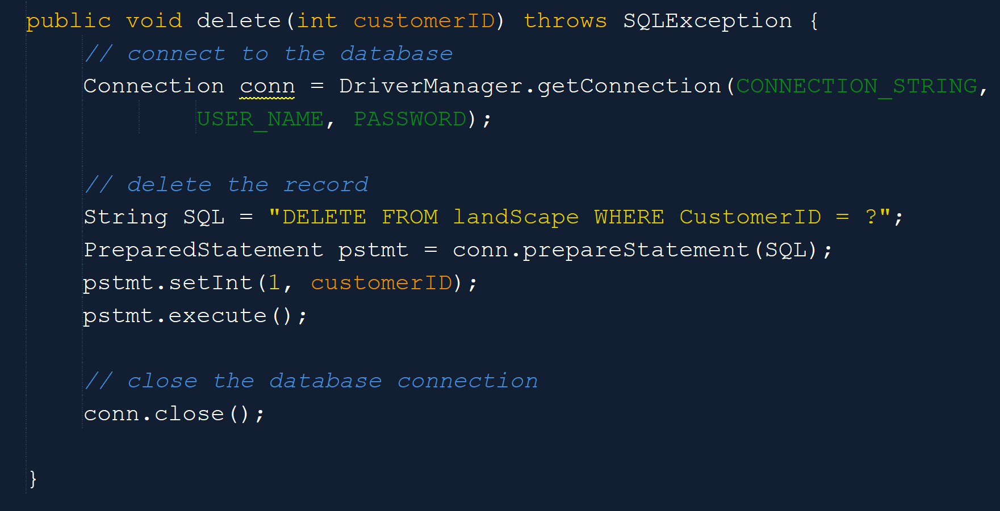 public void delete(int customerID) throws SQLException {
// connect to the database
Connection conn = DriverManager.getConnection(CONNECTION_STRING,
USER_NAME, PASSWORD);
// delete the record
String SQL = "DELETE FROM landScape WHERE CustomerID = ?";
PreparedStatement pstmt = conn.prepareStatement(SQL);
pstmt.setInt(1, customerID);
pstmt.execute();
// close the database connection
conn.close();
}